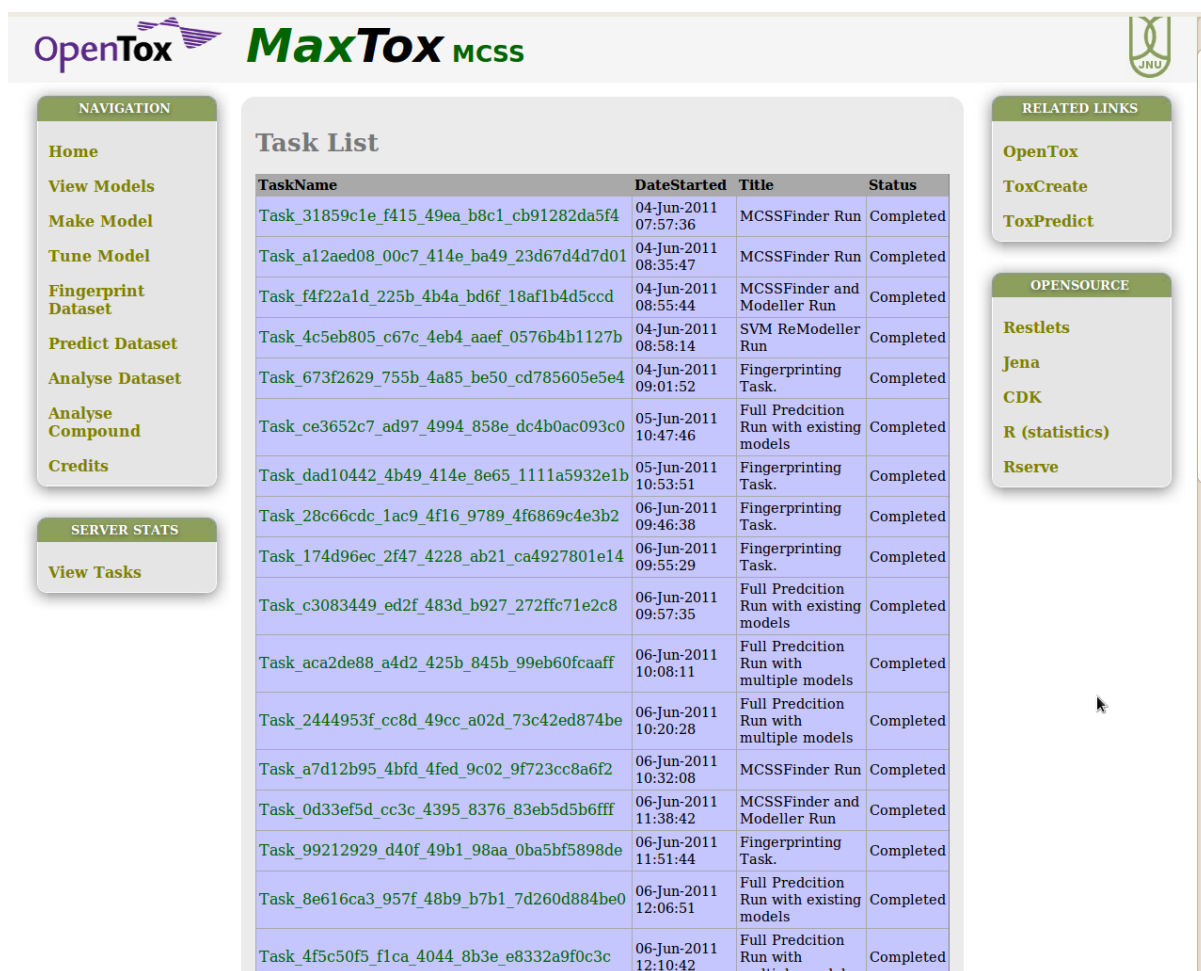 OpenTox
MaxTox MCSS
JNU
NAVIGATION
Home
View Models
Make Model
Tune Model
Fingerprint
Dataset
Predict Dataset
Analyse Dataset
Analyse
Compound
Credits
SERVER STATS
View Tasks
Task List
TaskName DateStarted Title Status
Task_31859c1e_f415_49ea_b8c1_cb91282da5f4 04-Jun-2011 07:57:36 MCSSFinder Run Completed
Task_a12aed08_00c7_414e_ba49_23d67d4d7d01 04-Jun-2011 08:35:47 MCSSFinder Run Completed
Task_f4f22a1d_225b_4b4a_bd6f_18af1b4d5ccd 04-Jun-2011 08:55:44 MCSSFinder and Modeller Run Completed
Task_4c5eb805_c67c_4eb4_aaef_0576b4b1127b 04-Jun-2011 08:58:14 SVM ReModeller Run Completed
Task_673f2629_755b_4a85_be50_cd785605e5e4 04-Jun-2011 09:01:52 Fingerprinting Task. Completed
Task_ce3652c7_ad97_4994_858e_dc4b0ac093c0 05-Jun-2011 10:47:46 Full Predcition Run with existing models Completed
Task_dad10442_4b49_414e_8e65_1111a5932e1b 05-Jun-2011 10:53:51 Fingerprinting Task. Completed
Task_28c66cdc_1ac9_4f16_9789_4f6869c4e3b2 06-Jun-2011 09:46:38 Fingerprinting Task. Completed
Task_174d96ec_2f47_4228_ab21_ca4927801e14 06-Jun-2011 09:55:29 Fingerprinting Task. Completed
Task_c3083449_ed2f_483d_b927_272ffc71e2c8 06-Jun-2011 09:57:35 Full Predcition Run with existing models Completed
Task_aca2de88_a4d2_425b_845b_99eb60fcaaff 06-Jun-2011 10:08:11 Full Predcition Run with multiple models Completed
Task_2444953f_cc8d_49cc_a02d_73c42ed874be 06-Jun-2011 10:20:28 Full Predcition Run with multiple models Completed
Task_a7d12b95_4bfd_4fed_9c02_9f723cc8a6f2 06-Jun-2011 10:32:08 MCSSFinder Run Completed
Task_0d33ef5d_cc3c_4395_8376_83eb5d5b6fff 06-Jun-2011 11:38:42 MCSSFinder and Modeller Run Completed
Task_99212929_d40f_49b1_98aa_0ba5bf5898de 06-Jun-2011 11:51:44 Fingerprinting Task. Completed
Task_8e616ca3_957f_48b9_b7b1_7d260d884be0 06-Jun-2011 12:06:51 Full Predcition Run with existing models Completed
Task_4f5c50f5_f1ca_4044_8b3e_e8332a9f0c3c 06-Jun-2011 12:10:42 Full Predcition Run with Completed
RELATED LINKS
OpenTox
ToxCreate
ToxPredict
OPENSOURCE
Restlets
Jena
CDK
R (statistics)
Rserve